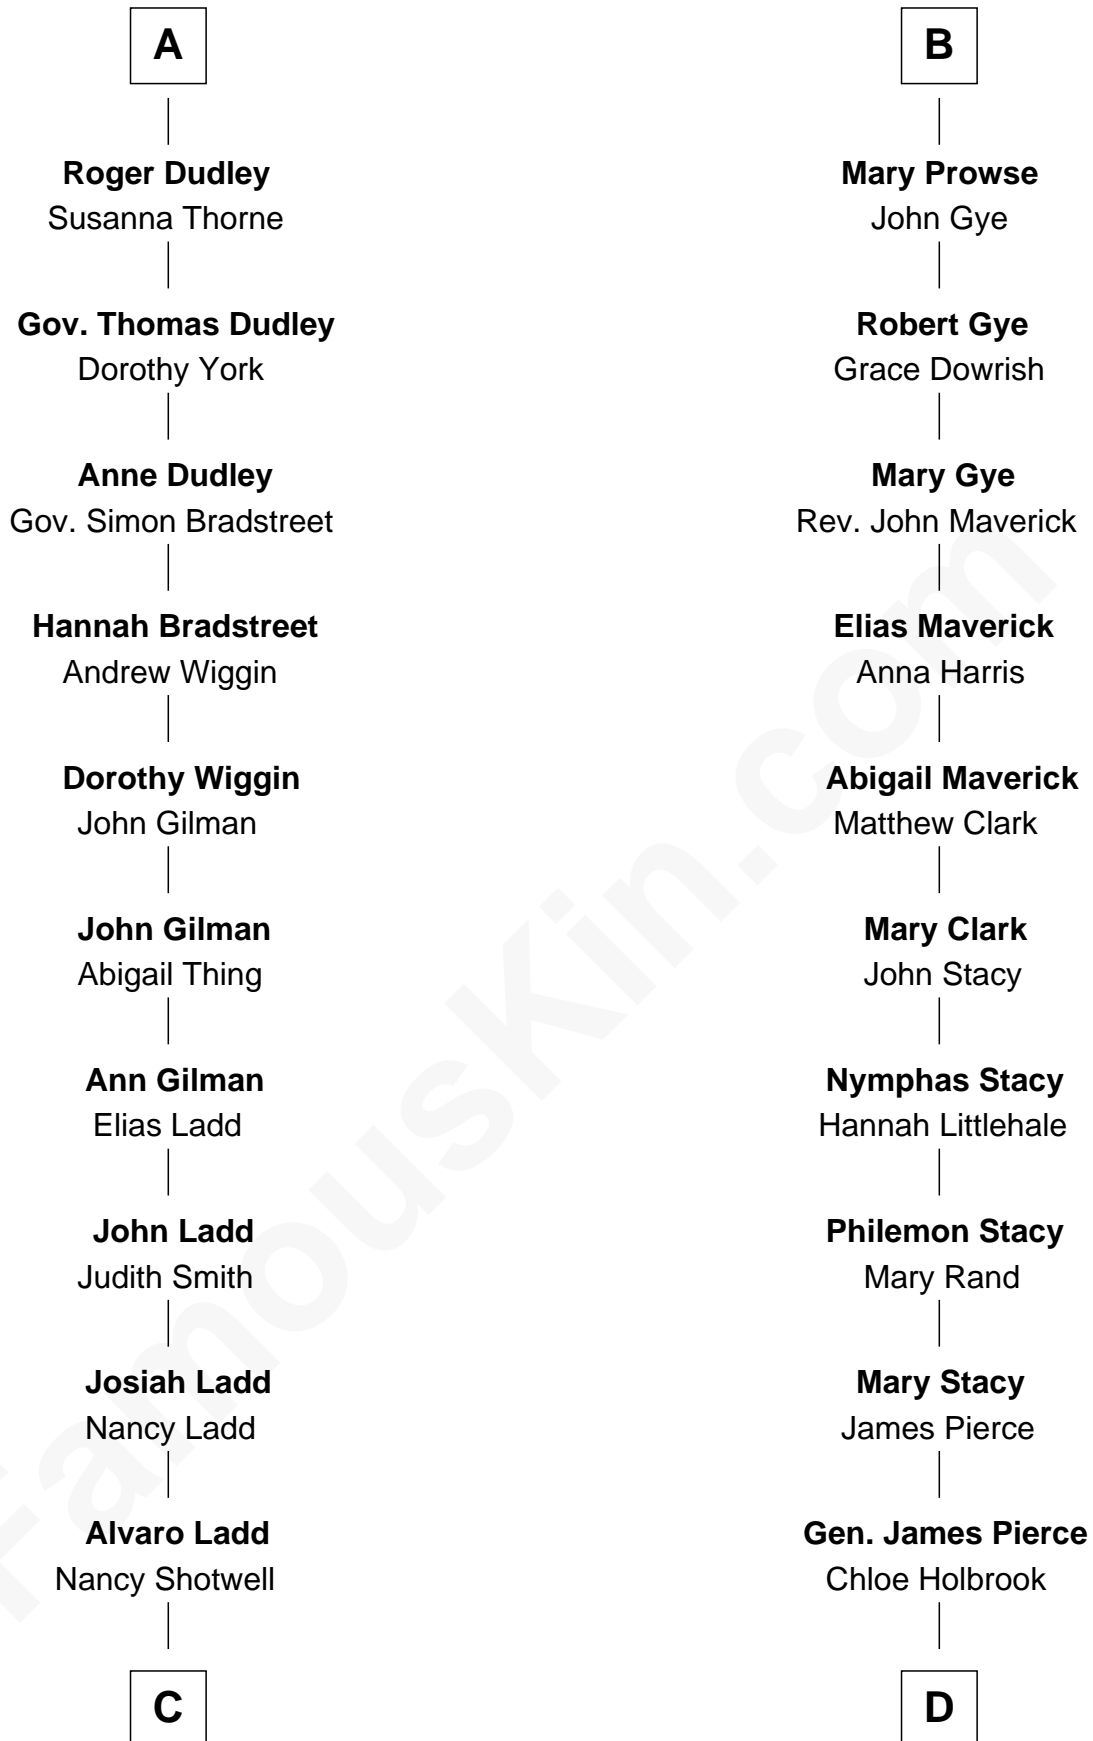 A
Roger Dudley
Susanna Thorne
Gov. Thomas Dudley
Dorothy York
Anne Dudley
Gov. Simon Bradstreet
Hannah Bradstreet
Andrew Wiggin
Dorothy Wiggin
John Gilman
John Gilman
Abigail Thing
Ann Gilman
Elias Ladd
John Ladd
Judith Smith
Josiah Ladd
Nancy Ladd
Alvaro Ladd
Nancy Shotwell
C
B
Mary Prowse
John Gye
Robert Gye
Grace Dowrish
Mary Gye
Rev. John Maverick
Elias Maverick
Anna Harris
Abigail Maverick
Matthew Clark
Mary Clark
John Stacy
Nymphas Stacy
Hannah Littlehale
Philemon Stacy
Mary Rand
Mary Stacy
James Pierce
Gen. James Pierce
Chloe Holbrook
D
FamousKin.com